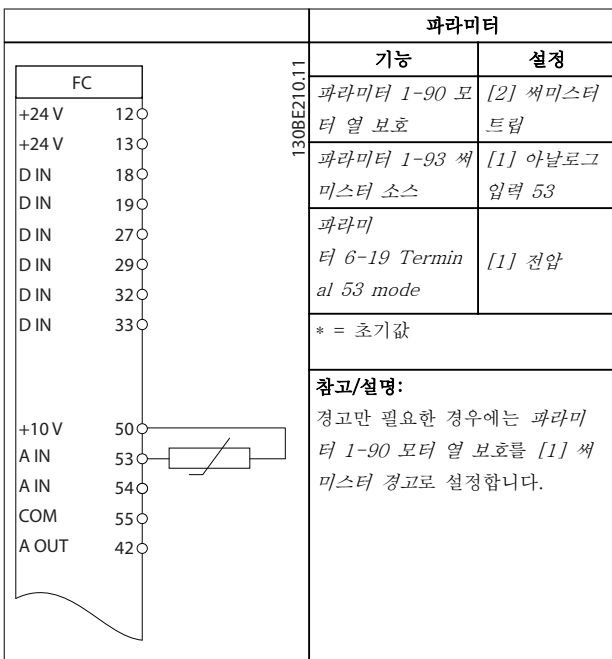 FC
+24 V 12
+24 V 13
D IN 18
D IN 19
D IN 27
D IN 29
D IN 32
D IN 33
+10 V 50
A IN 53
A IN 54
COM 55
A OUT 42
130BE210.11
파라미터
기능 설정
파라미터 1-90 모 [2] 써미스터
터 열 보호 트립
파라미터 1-93 써 [1] 아날로그
미스터 소스 입력 53
파라미
터 6-19 Termin [1] 전압
al 53 mode
* = 초기값
참고/설명:
경고만 필요한 경우에는 파라미
터 1-90 모터 열 보호를 [1] 써
미스터 경고로 설정합니다.